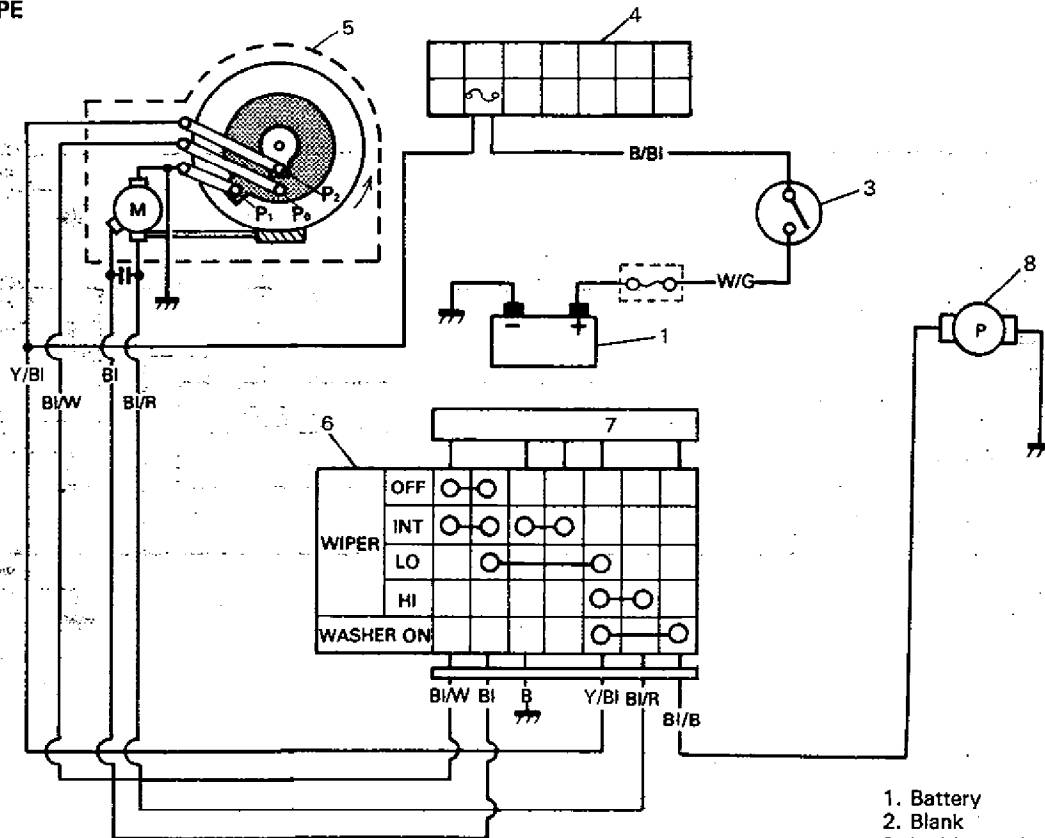 PE
5
4
B/Bl
3
P₂
P₁
P₀
M
W/G
8
P
-
+
1
Y/Bl
Bl
Bl/W
Bl/R
6
7
WIPER
OFF
INT
LO
HI
WASHER ON
Bl/W
Bl
B
Y/Bl
Bl/R
Bl/B
1. Battery
2. Blank